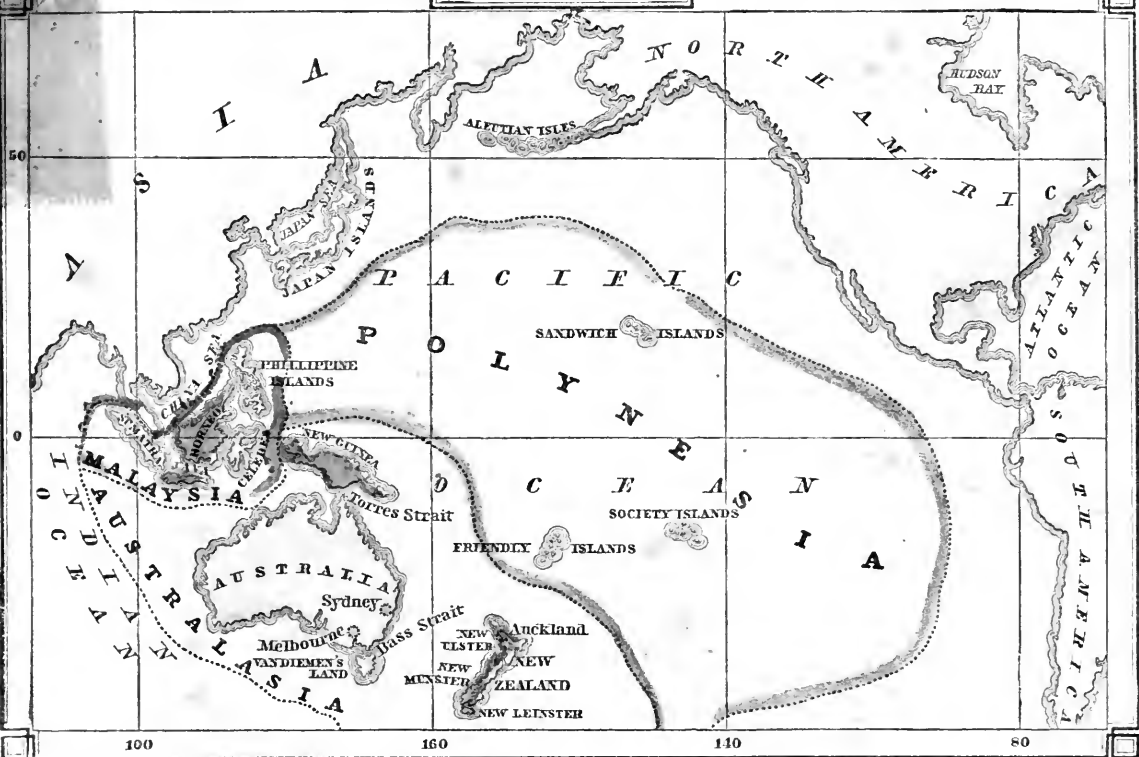 ASIA
NORTH AMERICA
HUDSON
BAY
ALEUTIAN ISLES
50
JAPAN SEA
JAPAN ISLANDS
ATLANTIC
OCEAN
PACIFIC
OCEAN
POLYNESIA
SANDWICH ISLANDS
CHINA SEA
PHILLIPPINE
ISLANDS
SUMATRA
BORNEO
CELEBES
0
NEW GUINEA
MALAYSIA
Torres Strait
SOCIETY ISLANDS
FRIENDLY ISLANDS
SOUTH AMERICA
INDIAN
OCEAN
AUSTRALASIA
AUSTRALIA
Sydney
Melbourne
Bass Strait
VANDIEMEN'S
LAND
NEW
ULSTER
Auckland
NEW
MUNSTER
NEW
ZEALAND
NEW LEINSTER
100
160
140
80